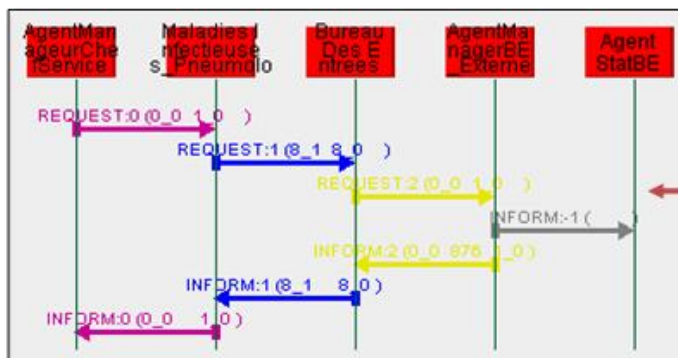 AgentMan
ageurChe
fService
Maladies I
nfectieuse
s_Pneumolo
Bureau
Des E
ntrees
AgentMa
nagerBE
_Externe
Agent
StatBE
REQUEST:0 (0_0 1_0 )
REQUEST:1 (8_1 8_0 )
REQUEST:2 (0_0 1_0 )
INFORM:-1 ( )
INFORM:2 (0_0 876 1_0)
INFORM:1 (8_1 8_0)
INFORM:0 (0_0 1_0)